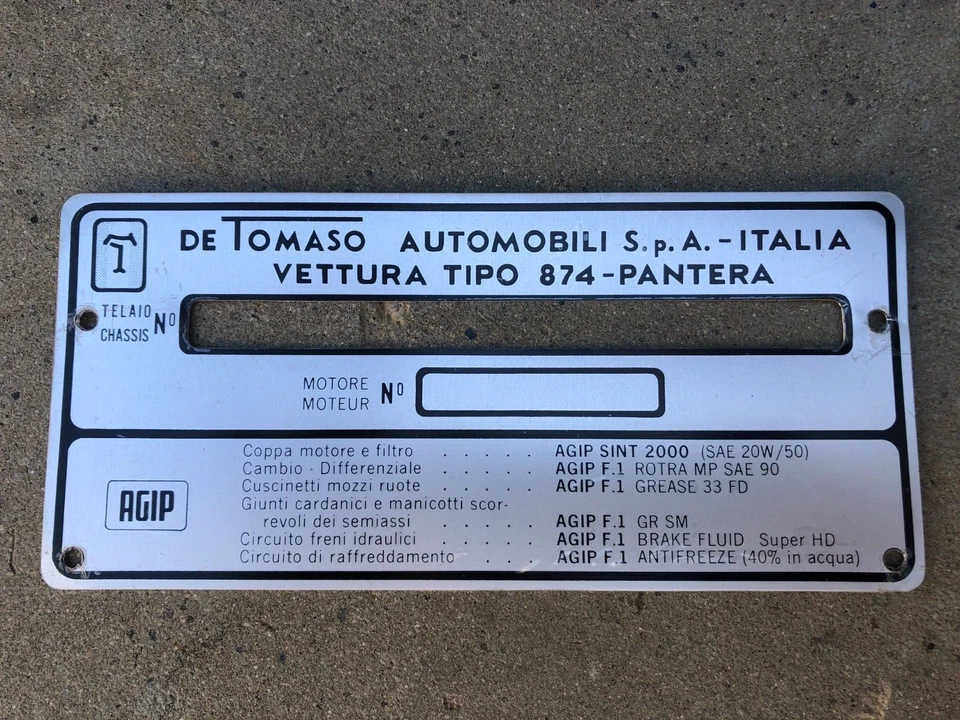 DE TOMASO AUTOMOBILI S.p.A. - ITALIA
VETTURA TIPO 874-PANTERA
T
TELAIO
CHASSIS Nº
MOTORE
MOTEUR Nº
AGIP
Coppa motore e filtro . . . . . AGIP SINT 2000 (SAE 20W/50)
Cambio - Differenziale . . . . . AGIP F.1 ROTRA MP SAE 90
Cuscinetti mozzi ruote . . . . . AGIP F.1 GREASE 33 FD
Giunti cardanici e manicotti scor-
revoli dei semiassi . . . . . AGIP F.1 GR SM
Circuito freni idraulici . . . . . AGIP F.1 BRAKE FLUID Super HD
Circuito di raffreddamento . . . AGIP F.1 ANTIFREEZE (40% in acqua)